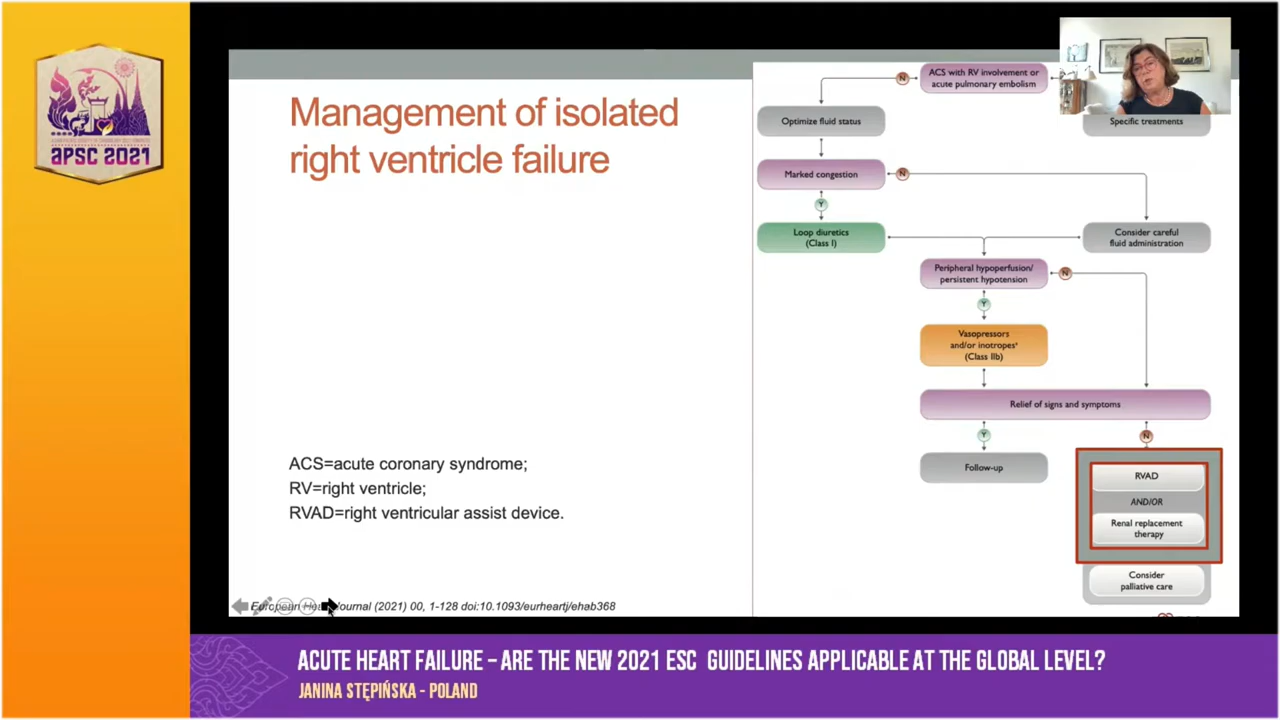 APSC 2021
Management of isolated
right ventricle failure
ACS=acute coronary syndrome;
RV=right ventricle;
RVAD=right ventricular assist device.
ACS with RV involvement or
acute pulmonary embolism
N
Optimize fluid status
Specific treatments
Marked congestion
N
Y
Loop diuretics
(Class I)
Consider careful
fluid administration
Peripheral hypoperfusion/
persistent hypotension
N
Y
Vasopressors
and/or inotropesᵃ
(Class IIb)
Relief of signs and symptoms
Y
N
Follow-up
RVAD
AND/OR
Renal replacement
therapy
Consider
palliative care
European Heart Journal (2021) 00, 1-128 doi:10.1093/eurheartj/ehab368
ACUTE HEART FAILURE – ARE THE NEW 2021 ESC GUIDELINES APPLICABLE AT THE GLOBAL LEVEL?
JANINA STĘPIŃSKA - POLAND